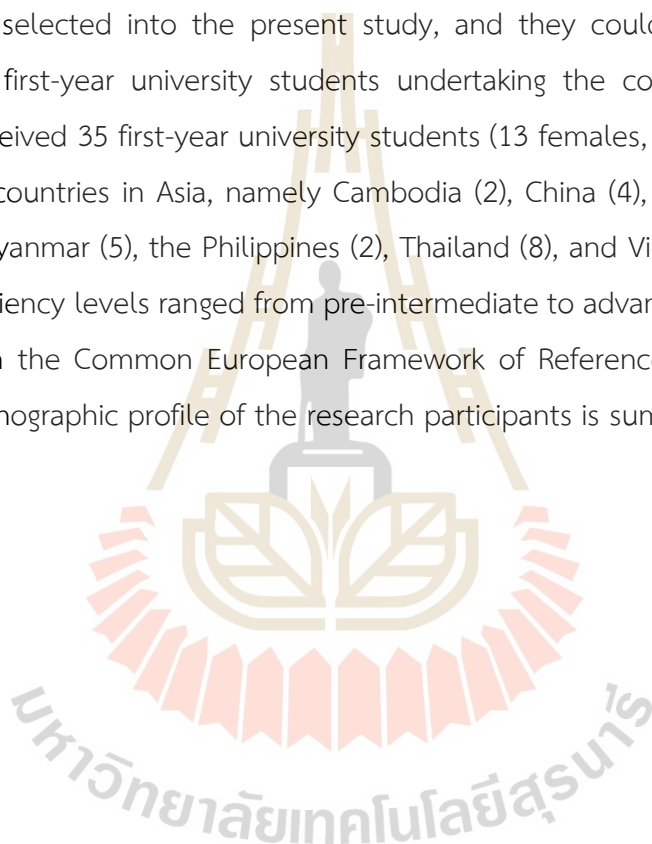 selected into the present study, and they could
first-year university students undertaking the co
eived 35 first-year university students (13 females,
countries in Asia, namely Cambodia (2), China (4),
yanmar (5), the Philippines (2), Thailand (8), and Vi
iency levels ranged from pre-intermediate to advan
the Common European Framework of Reference
nographic profile of the research participants is sum
มหาวิทยาลัยเทคโนโลยีสุรนารี